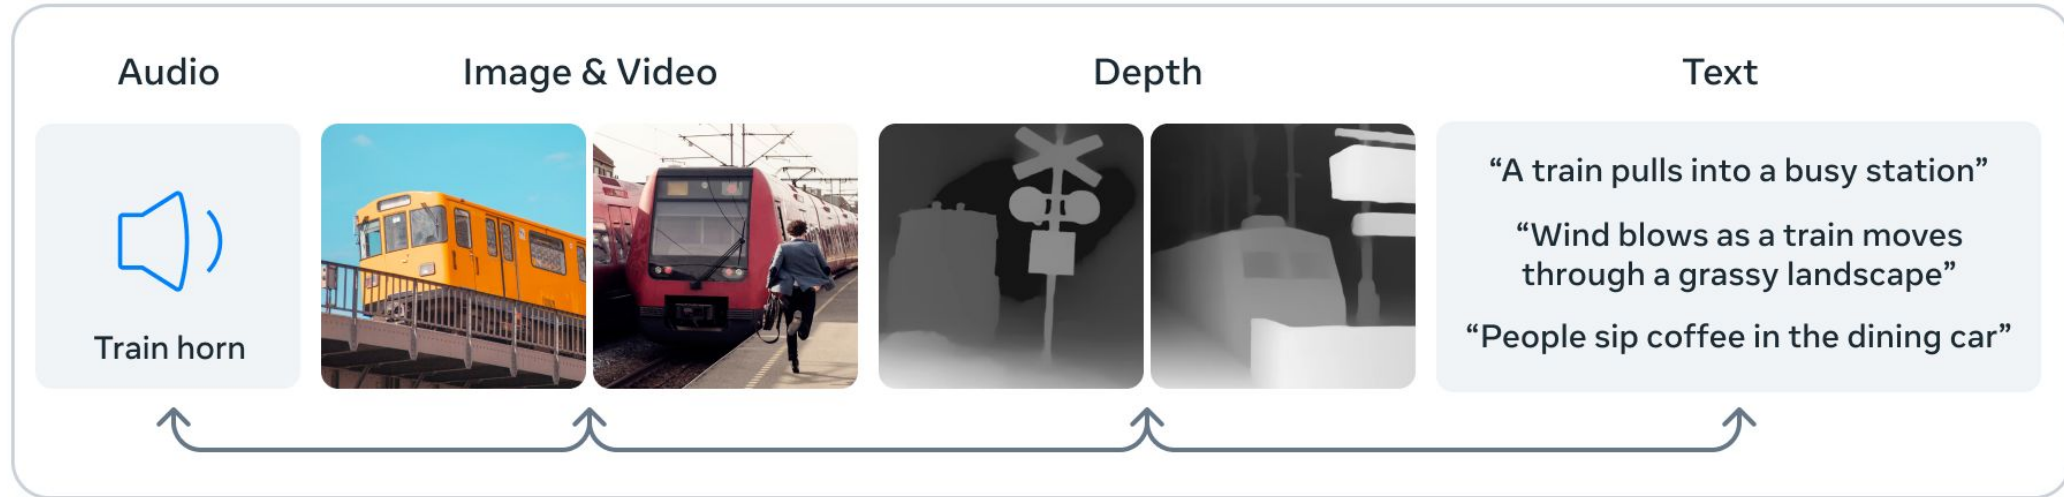 Audio
Image & Video
Depth
Text
Train horn
“A train pulls into a busy station”
“Wind blows as a train moves
through a grassy landscape”
“People sip coffee in the dining car”